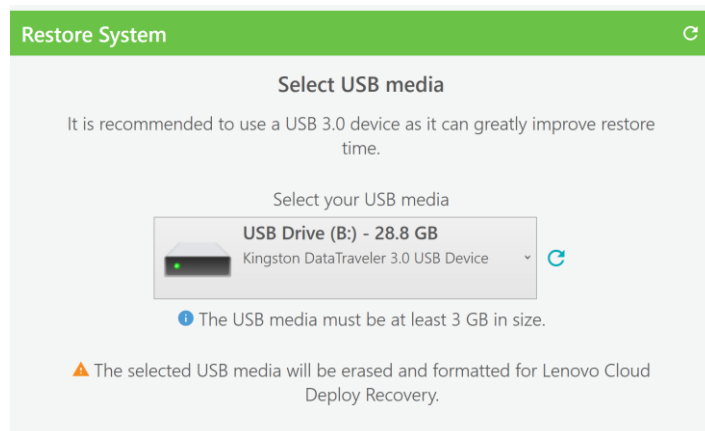 Restore System
Select USB media
It is recommended to use a USB 3.0 device as it can greatly improve restore
time.
Select your USB media
USB Drive (B:) - 28.8 GB
Kingston DataTraveler 3.0 USB Device
The USB media must be at least 3 GB in size.
The selected USB media will be erased and formatted for Lenovo Cloud
Deploy Recovery.